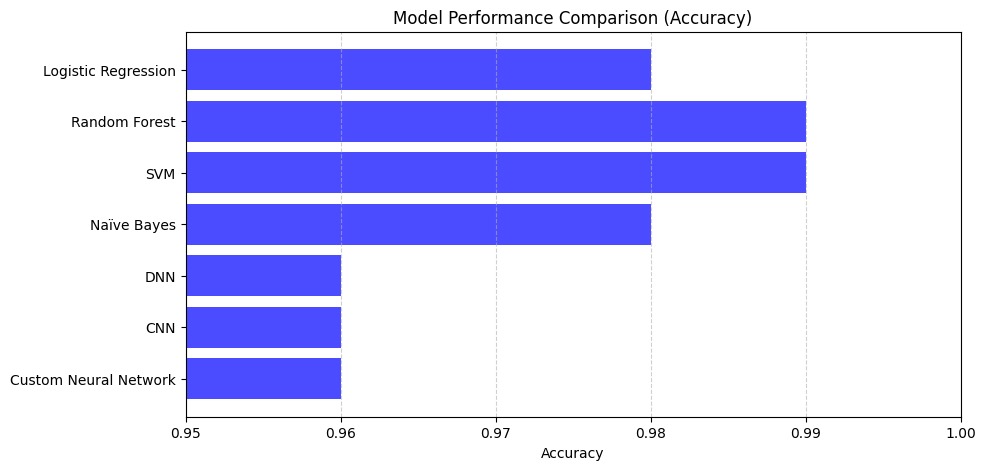 Model Performance Comparison (Accuracy)
Logistic Regression
Random Forest
SVM
Naïve Bayes
DNN
CNN
Custom Neural Network
0.95 0.96 0.97 0.98 0.99 1.00
Accuracy